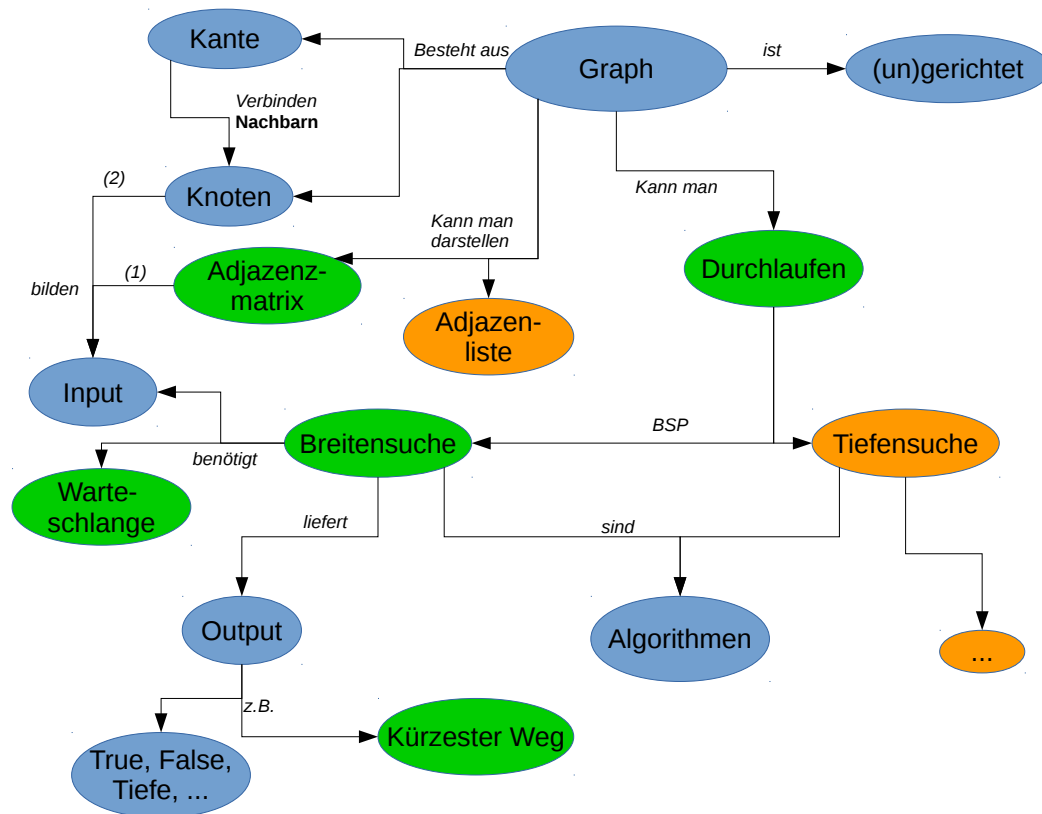 Kante
Besteht aus
Graph
ist
(un)gerichtet
Verbinden
Nachbarn
(2)
Knoten
Kann man
Kann man
darstellen
(1)
Adjazenz-
matrix
bilden
Durchlaufen
Adjazen-
liste
Input
BSP
Breitensuche
Tiefensuche
benötigt
Warte-
schlange
liefert
sind
Output
Algorithmen
...
z.B.
Kürzester Weg
True, False,
Tiefe, ...